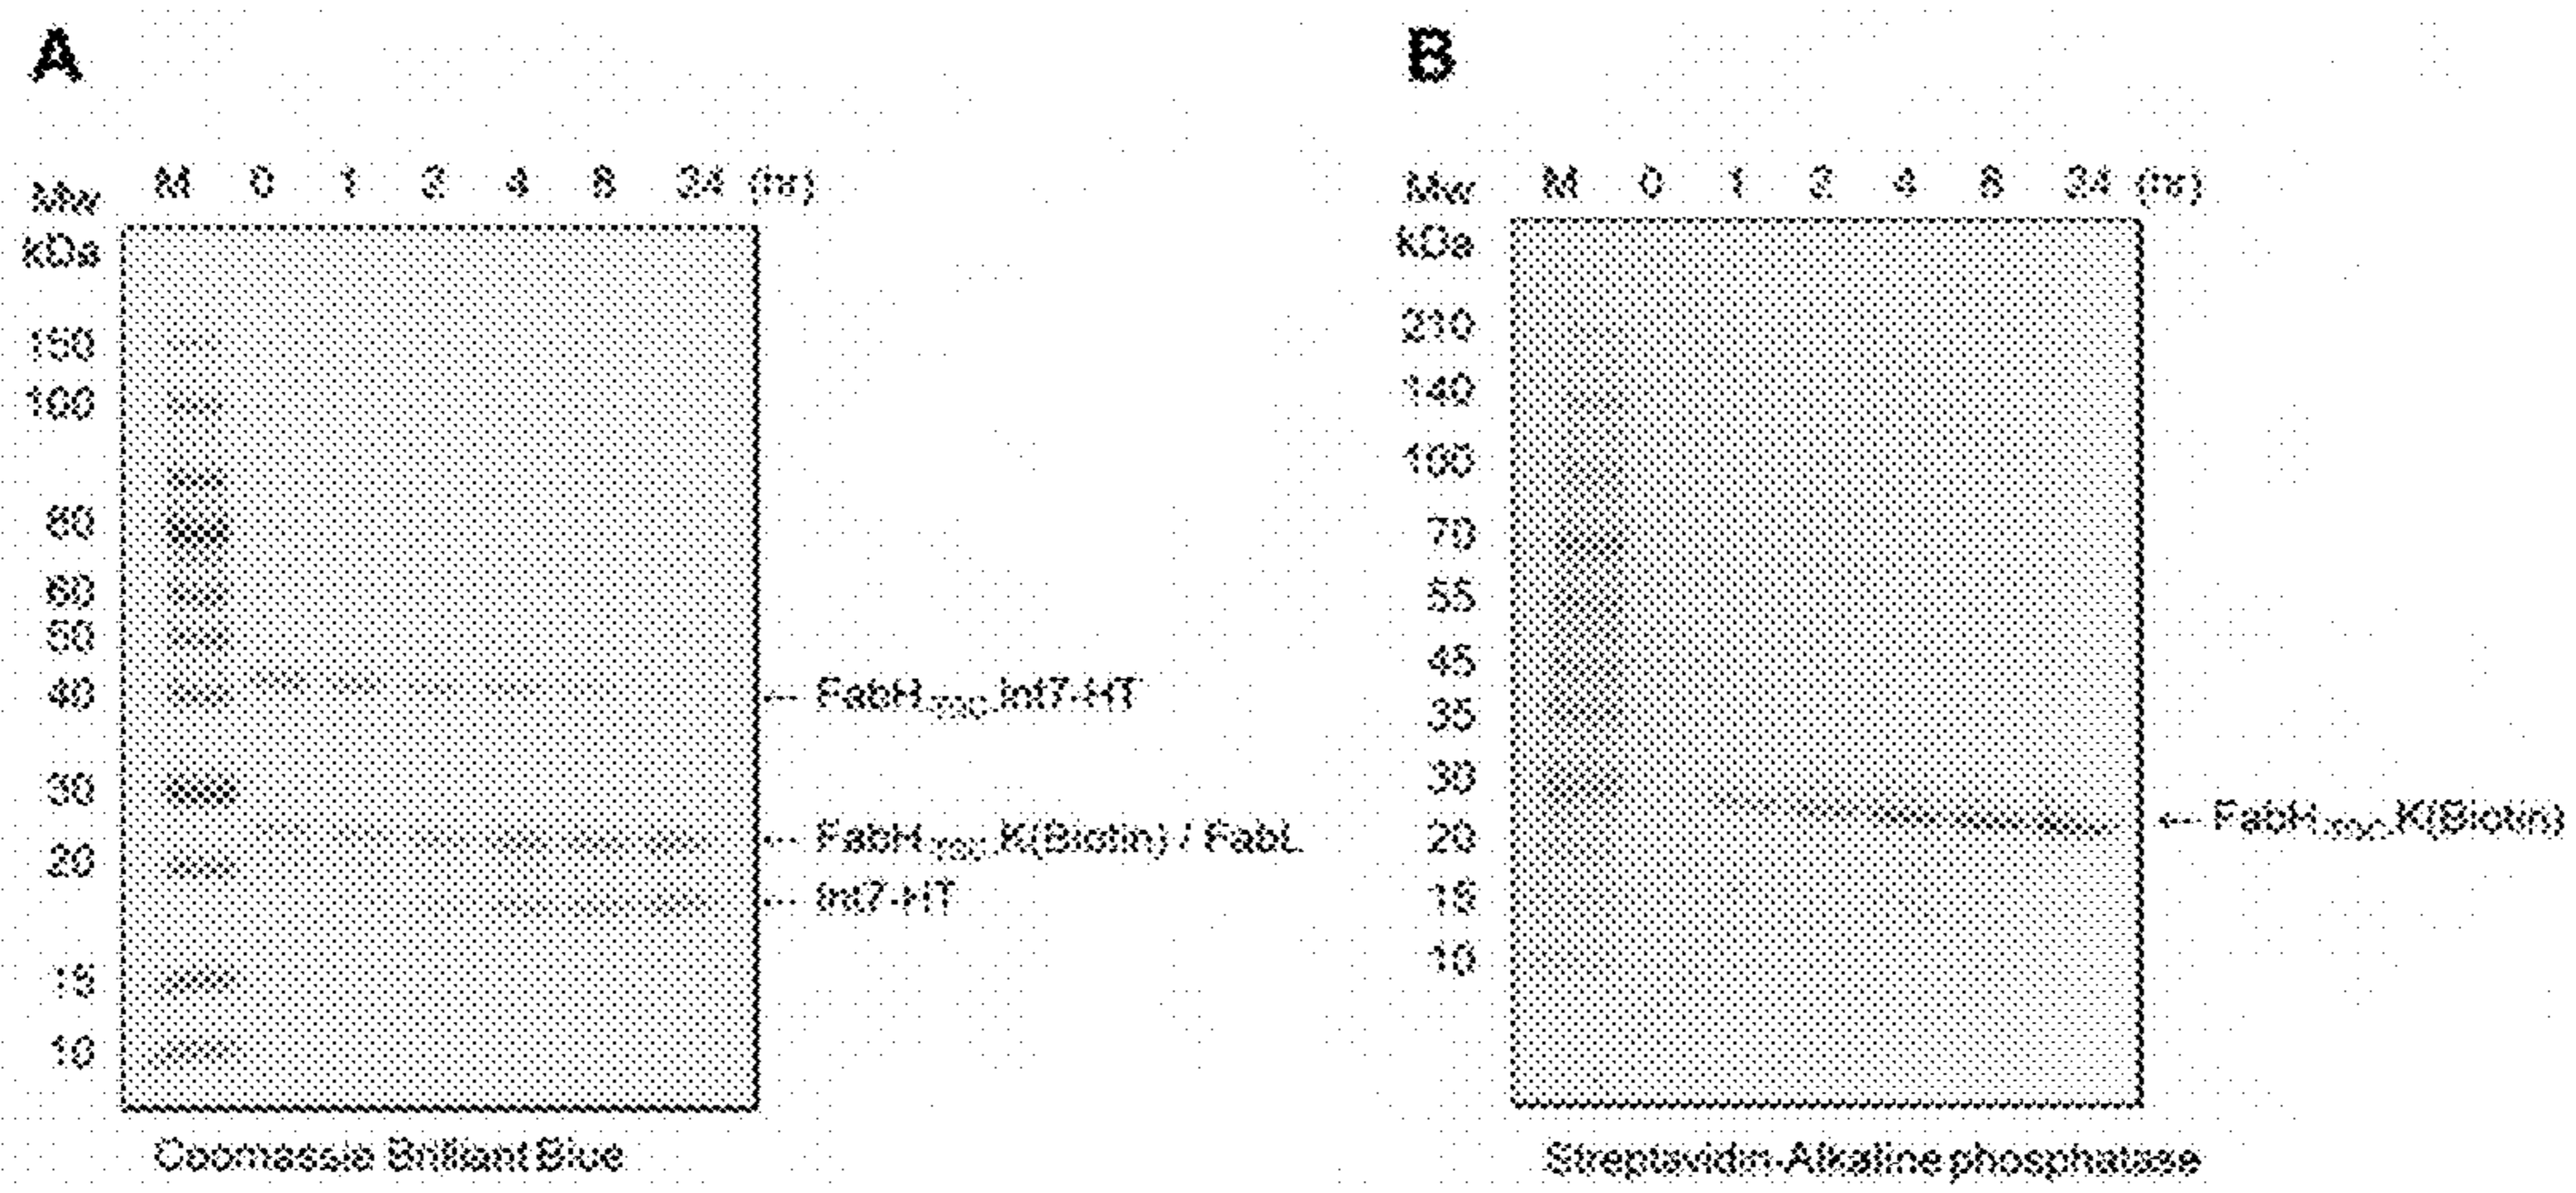 A
Mw
kDa
M 0 1 2 4 8 24 (hr)
150
100
80
60
50
40
30
20
15
10
FabH Int7-HT
FabH K(Biotin) / FabL
Int7-HT
Coomassie Brilliant Blue
B
Mw
kDa
M 0 1 2 4 8 24 (hr)
210
140
100
70
55
45
35
30
20
15
10
FabH K(Biotin)
Streptavidin-Alkaline phosphatase